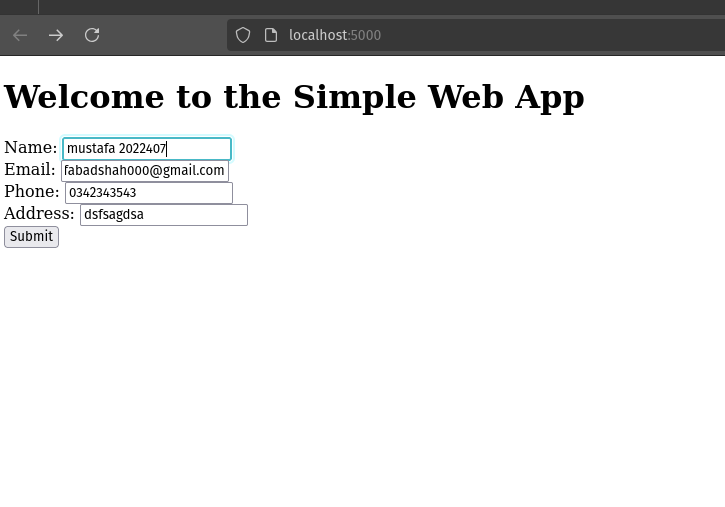 localhost:5000
Welcome to the Simple Web App
Name: mustafa 2022407
Email: fabadshah000@gmail.com
Phone: 0342343543
Address: dsfsagdsa
Submit